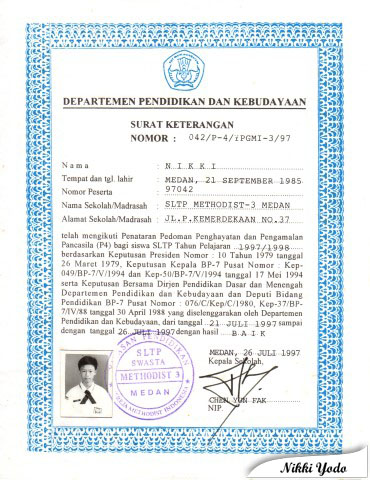 DEPARTEMEN PENDIDIKAN DAN KEBUDAYAAN
SURAT KETERANGAN
NOMOR : 042/P-4/iPGMI-3/97
N a m a : N I K K I
Tempat dan tgl. lahir : MEDAN, 21 SEPTEMBER 1985
Nomor Peserta : 97042
Nama Sekolah/Madrasah : SLTP METHODIST-3 MEDAN
Alamat Sekolah/Madrasah : JL.P.KEMERDEKAAN NO.37
telah mengikuti Penataran Pedoman Penghayatan dan Pengamalan
Pancasila (P4) bagi siswa SLTP Tahun Pelajaran 1997/1998
berdasarkan Keputusan Presiden Nomor : 10 Tahun 1979 tanggal
26 Maret 1979, Keputusan Kepala BP-7 Pusat Nomor : Kep-
049/BP-7/V/1994 dan Kep-50/BP-7/V/1994 tanggal 17 Mei 1994
serta Keputusan Bersama Dirjen Pendidikan Dasar dan Menengah
Departemen Pendidikan dan Kebudayaan dan Deputi Bidang
Pendidikan BP-7 Pusat Nomor : 076/C/Kep/C/1980, Kep-37/BP-
7/IV/88 tanggal 30 April 1988 yang diselenggarakan oleh Departemen
Pendidikan dan Kebudayaan, dari tanggal 21 JULI 1997 sampai
dengan tanggal 26 JULI 1997 dengan hasil B A I K
MEDAN, 26 JULI 1997
Kepala Sekolah,
PENDIDIKAN
SLTP
SWASTA
METHODIST 3
MEDAN
METHODIST INDONESIA
CHEN YUN FAK
NIP.
Nikki Yodo